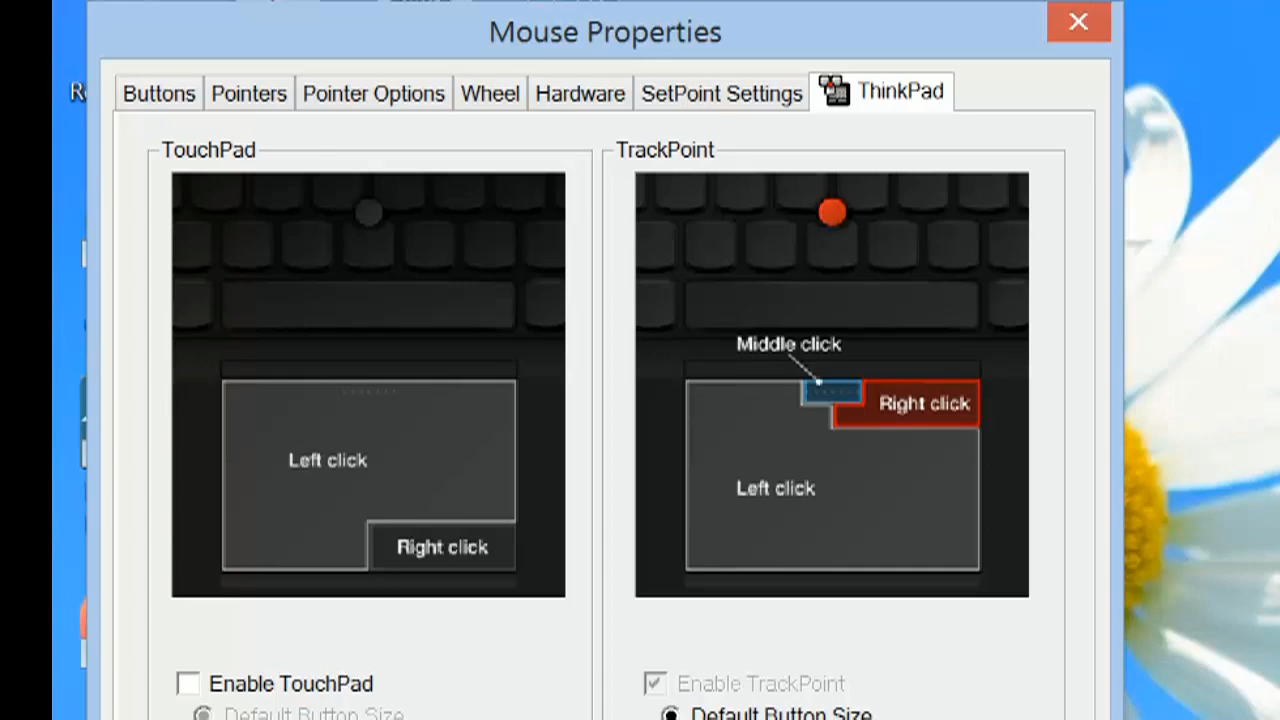 Mouse Properties
Buttons Pointers Pointer Options Wheel Hardware SetPoint Settings ThinkPad
TouchPad
Left click
Right click
Enable TouchPad
Default Button Size
TrackPoint
Middle click
Right click
Left click
Enable TrackPoint
Default Button Size